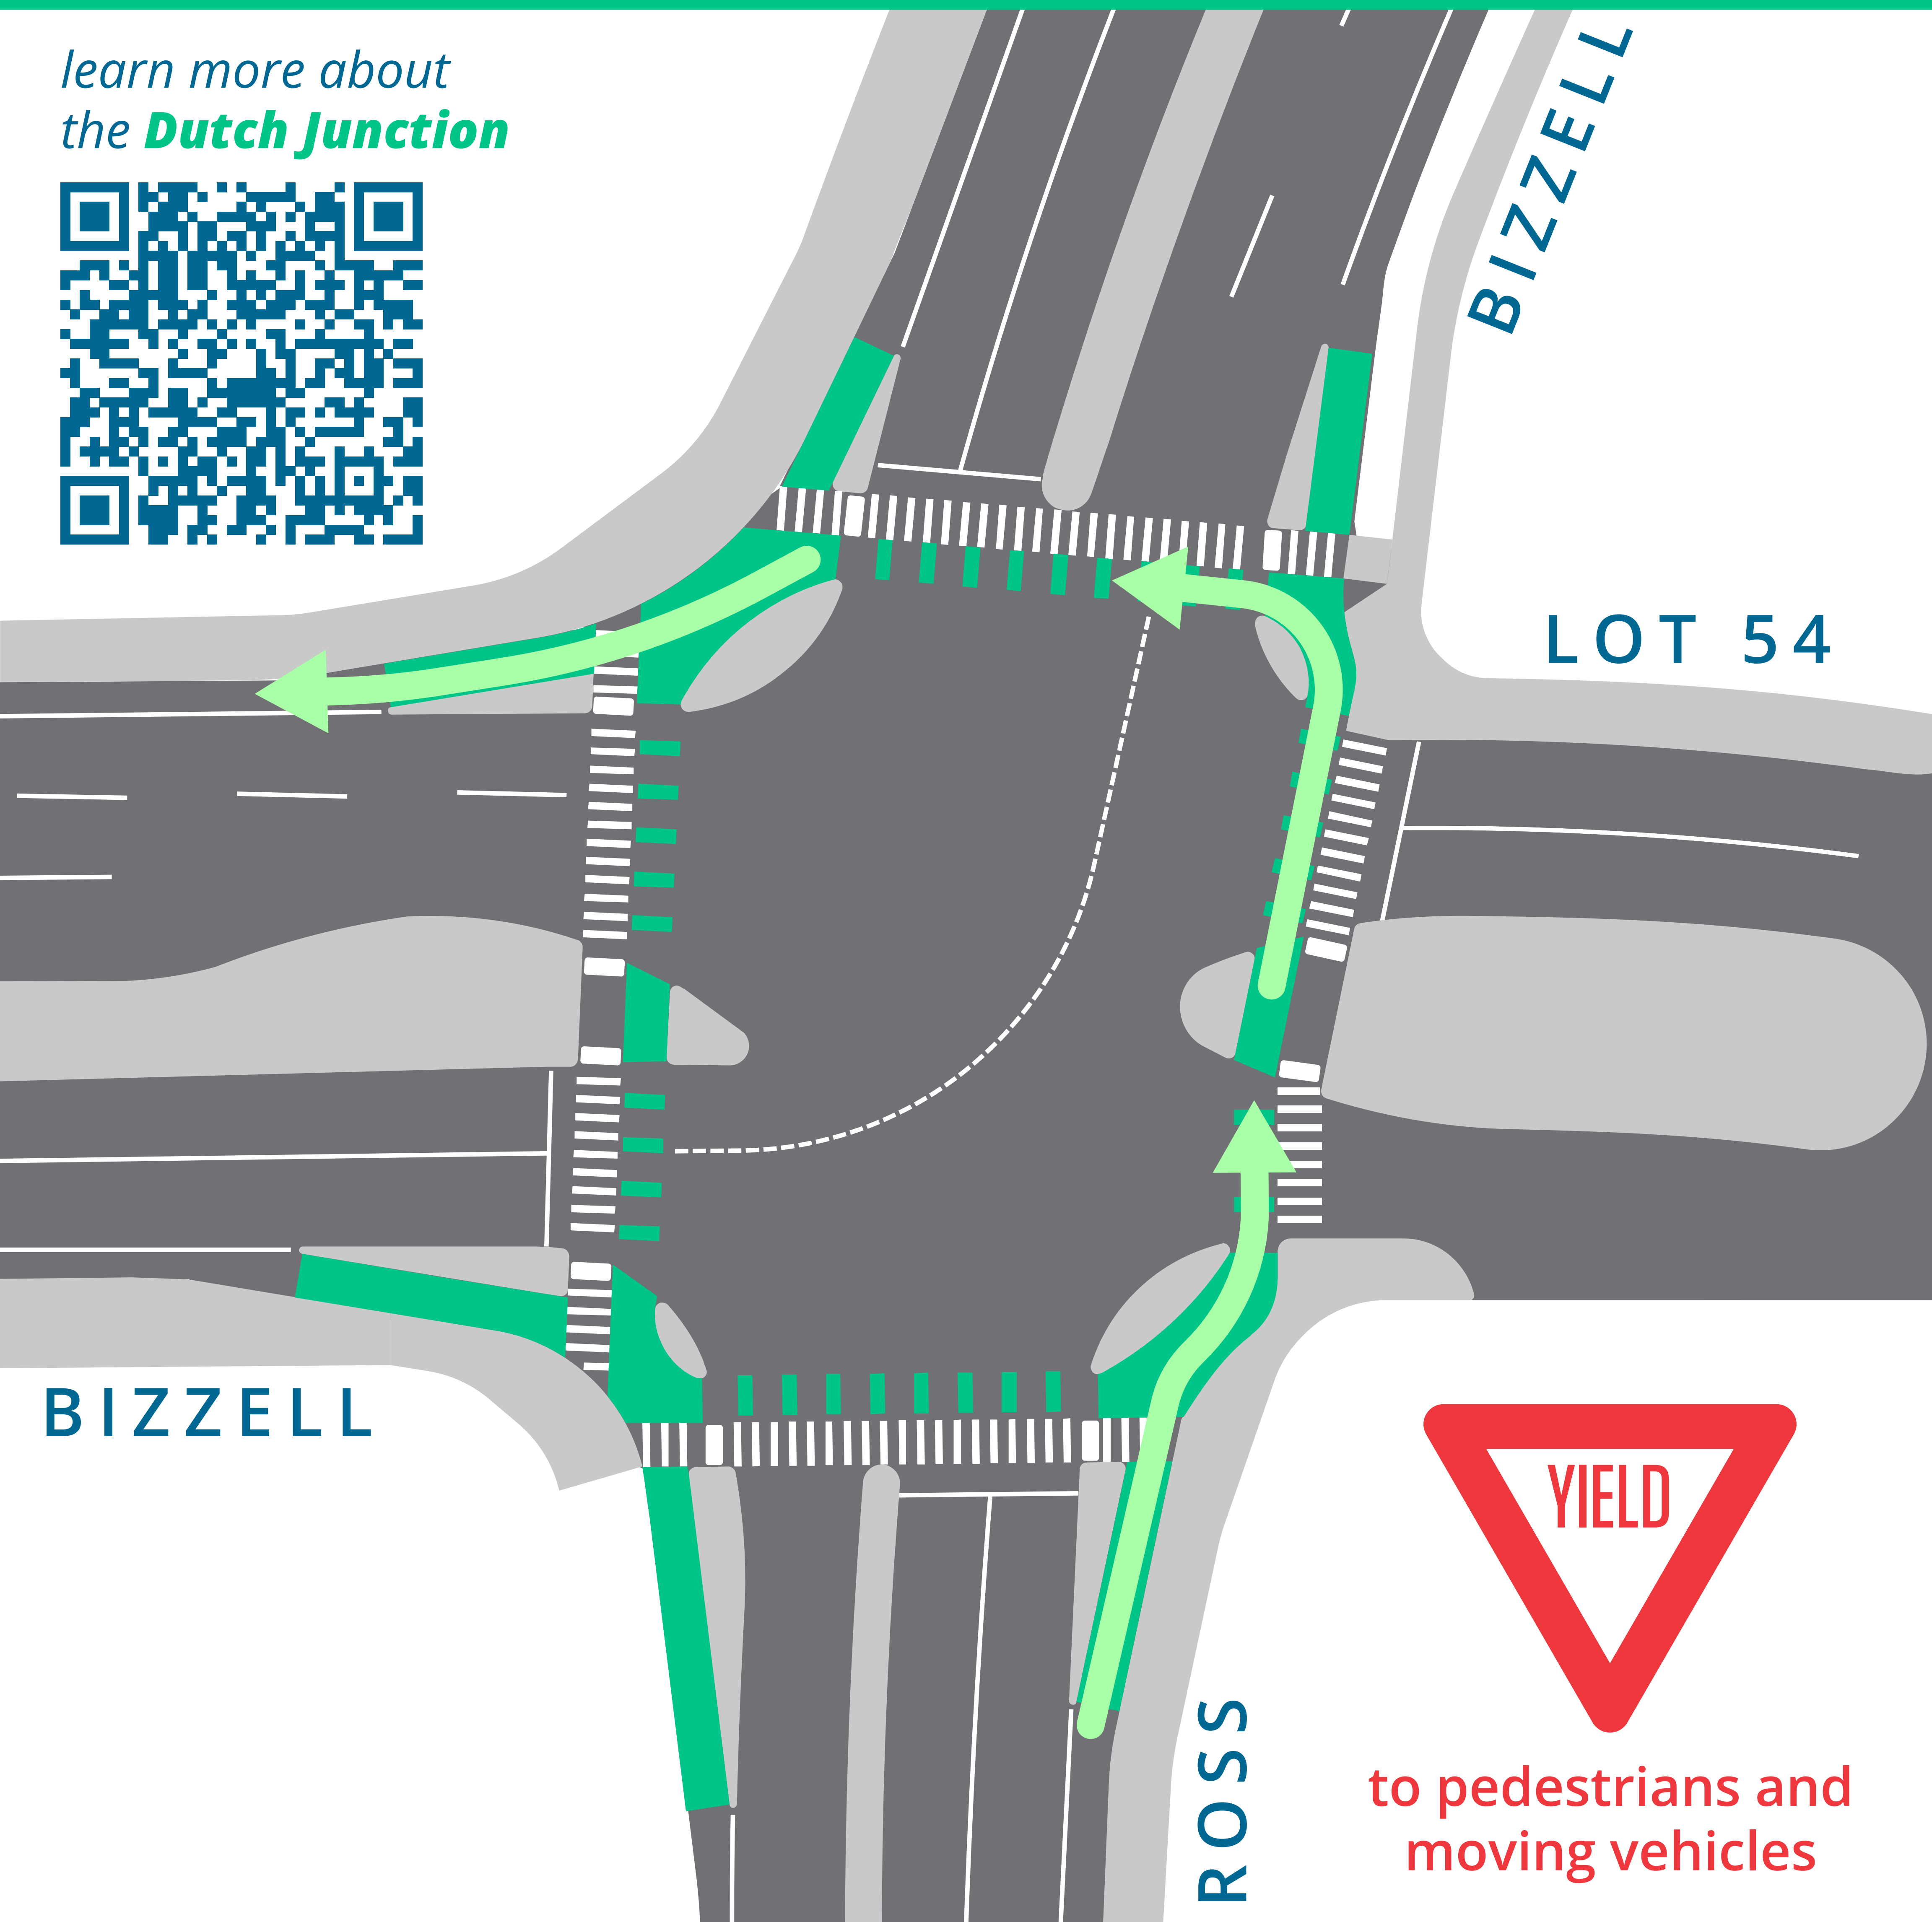 learn more about
the Dutch Junction
BIZZELL
LOT 54
BIZZELL
YIELD
ROSS
to pedestrians and
moving vehicles